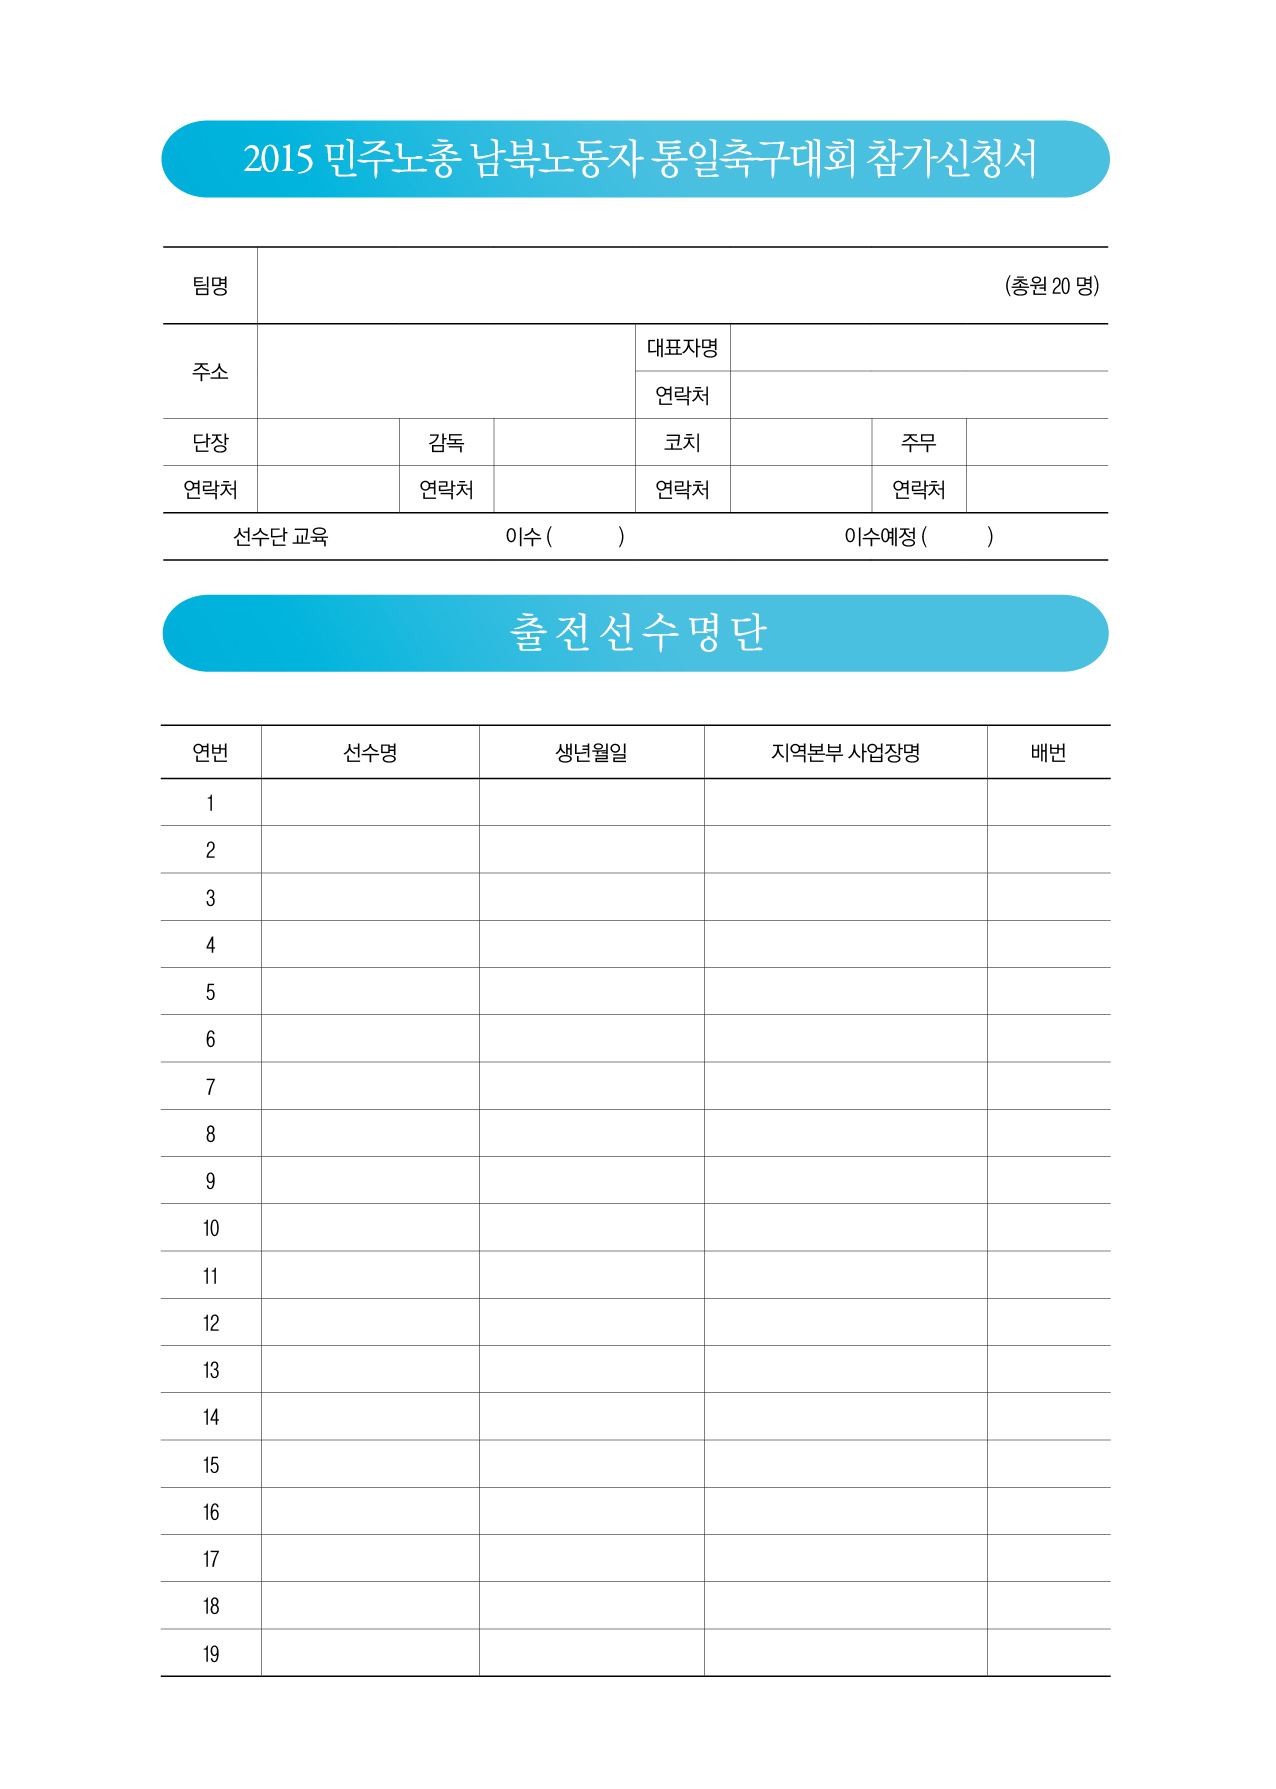 2015 민주노총 남북노동자 통일축구대회 참가신청서
팀명 (총원 20 명)
주소 대표자명
연락처
단장 감독 코치 주무
연락처 연락처 연락처 연락처
선수단 교육 이수 ( ) 이수예정 ( )
출전선수명단
연번 선수명 생년월일 지역본부 사업장명 배번
1
2
3
4
5
6
7
8
9
10
11
12
13
14
15
16
17
18
19